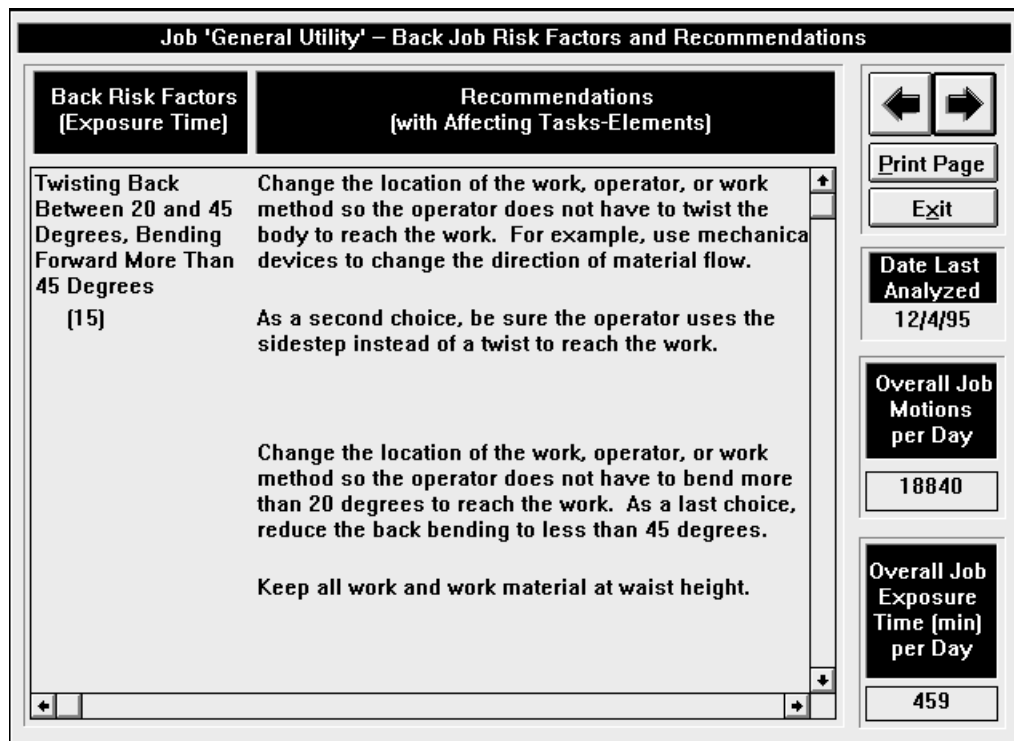 Job 'General Utility' – Back Job Risk Factors and Recommendations
Back Risk Factors
(Exposure Time)
Recommendations
(with Affecting Tasks-Elements)
Twisting Back
Between 20 and 45
Degrees, Bending
Forward More Than
45 Degrees
(15)
Change the location of the work, operator, or work
method so the operator does not have to twist the
body to reach the work.  For example, use mechanica
devices to change the direction of material flow.
As a second choice, be sure the operator uses the
sidestep instead of a twist to reach the work.
Change the location of the work, operator, or work
method so the operator does not have to bend more
than 20 degrees to reach the work.  As a last choice,
reduce the back bending to less than 45 degrees.
Keep all work and work material at waist height.
Print Page
Exit
Date Last
Analyzed
12/4/95
Overall Job
Motions
per Day
18840
Overall Job
Exposure
Time (min)
per Day
459